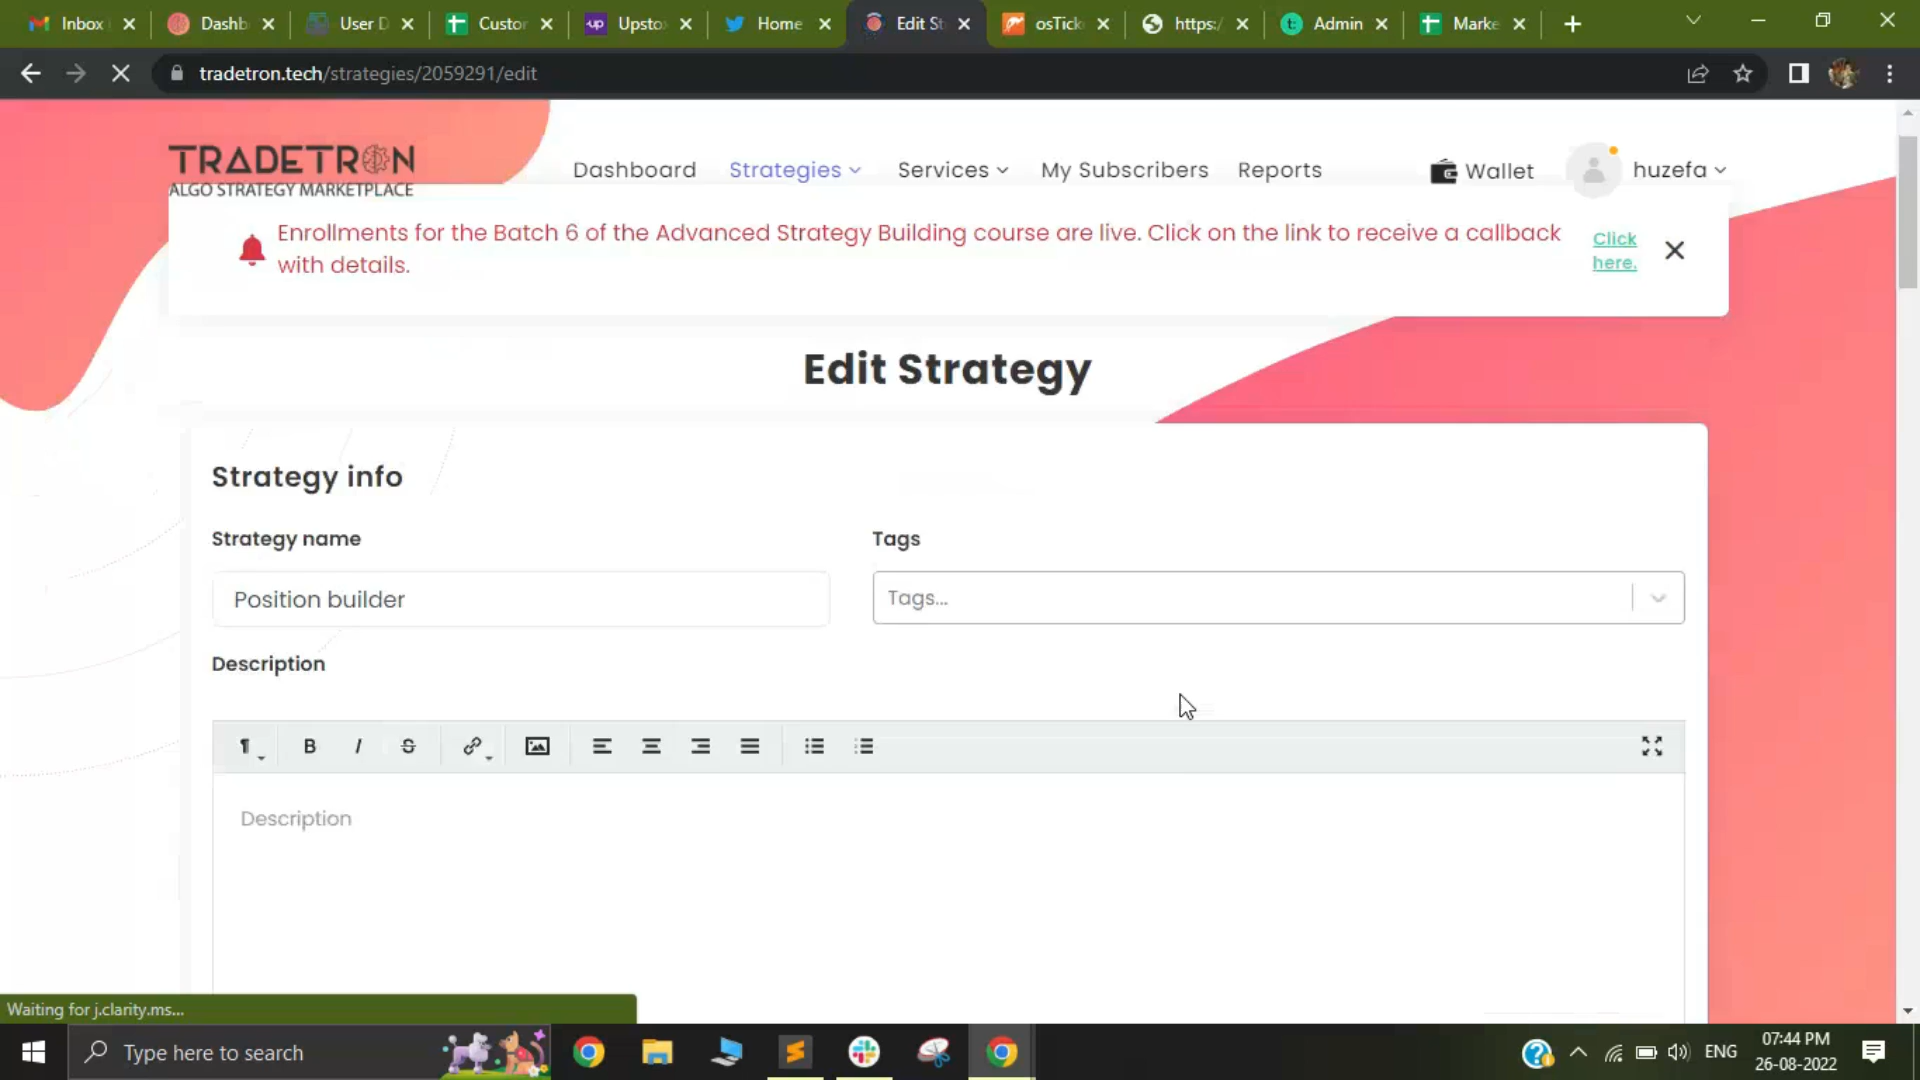 Inbox
Dashb
User D
Custor
up Upsto
Home
Edit St
osTick
https:/
t Admin
Marke
tradetron.tech/strategies/2059291/edit
TRADETRON
ALGO STRATEGY MARKETPLACE
Dashboard
Strategies
Services
My Subscribers
Reports
Wallet
huzefa
Enrollments for the Batch 6 of the Advanced Strategy Building course are live. Click on the link to receive a callback
with details.
Click
here.
Edit Strategy
Strategy info
Strategy name
Tags
Position builder
Tags...
Description
B I S
Description
Waiting for j.clarity.ms...
Type here to search
ENG
07:44 PM
26-08-2022